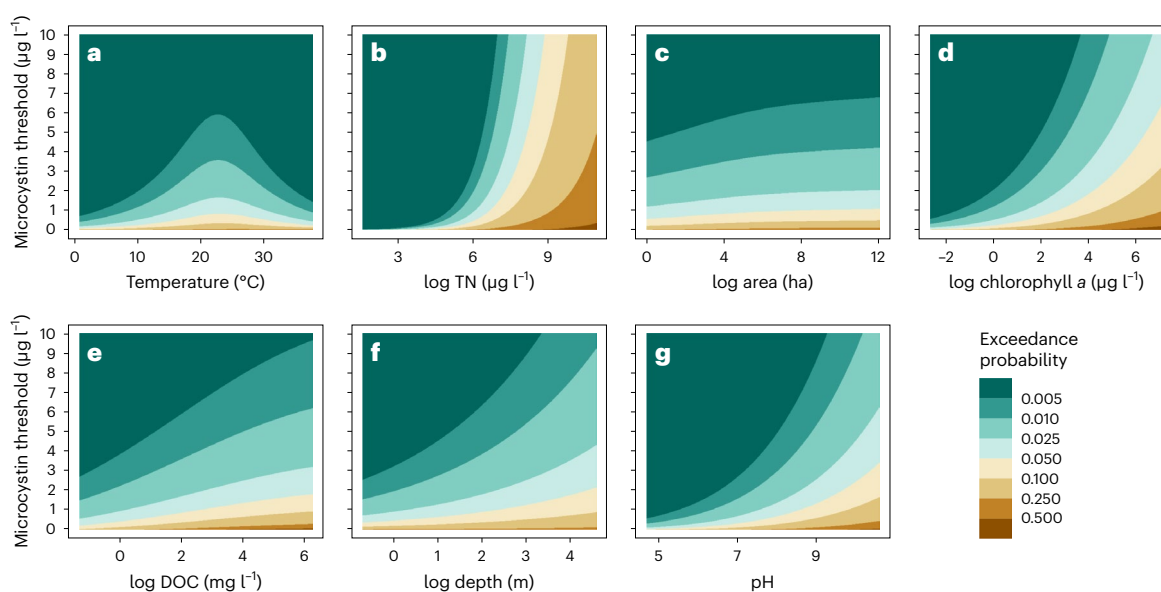 a
b
c
d
Microcystin threshold (µg l⁻¹)
10
9
8
7
6
5
4
3
2
1
0
0 10 20 30
3 6 9
0 4 8 12
−2 0 2 4 6
Temperature (°C)
log TN (µg l⁻¹)
log area (ha)
log chlorophyll a (µg l⁻¹)
e
f
g
Microcystin threshold (µg l⁻¹)
10
9
8
7
6
5
4
3
2
1
0
0 2 4 6
0 1 2 3 4
5 7 9
log DOC (mg l⁻¹)
log depth (m)
pH
Exceedance
probability
0.005
0.010
0.025
0.050
0.100
0.250
0.500